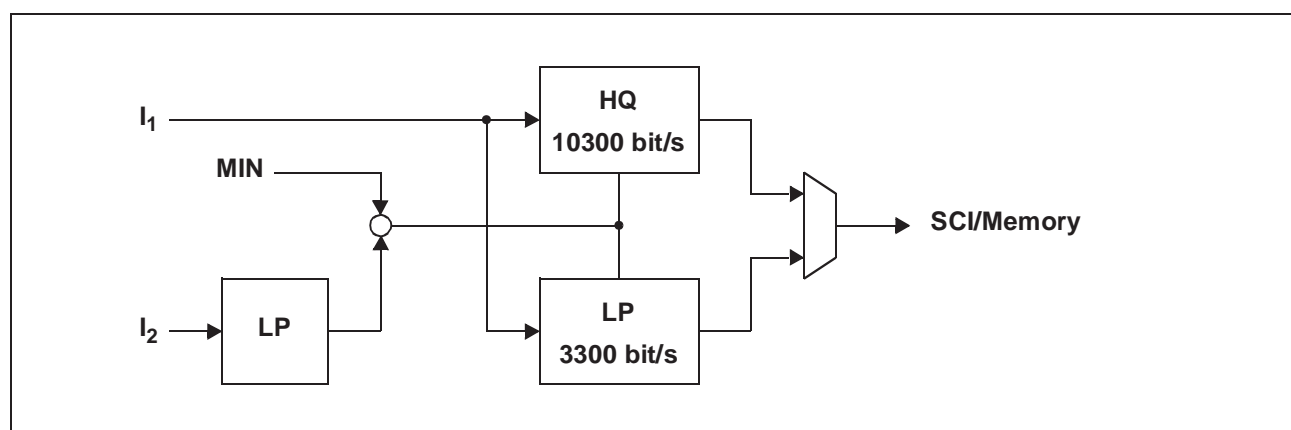 HQ
10300 bit/s
I₁
MIN
SCI/Memory
I₂
LP
LP
3300 bit/s